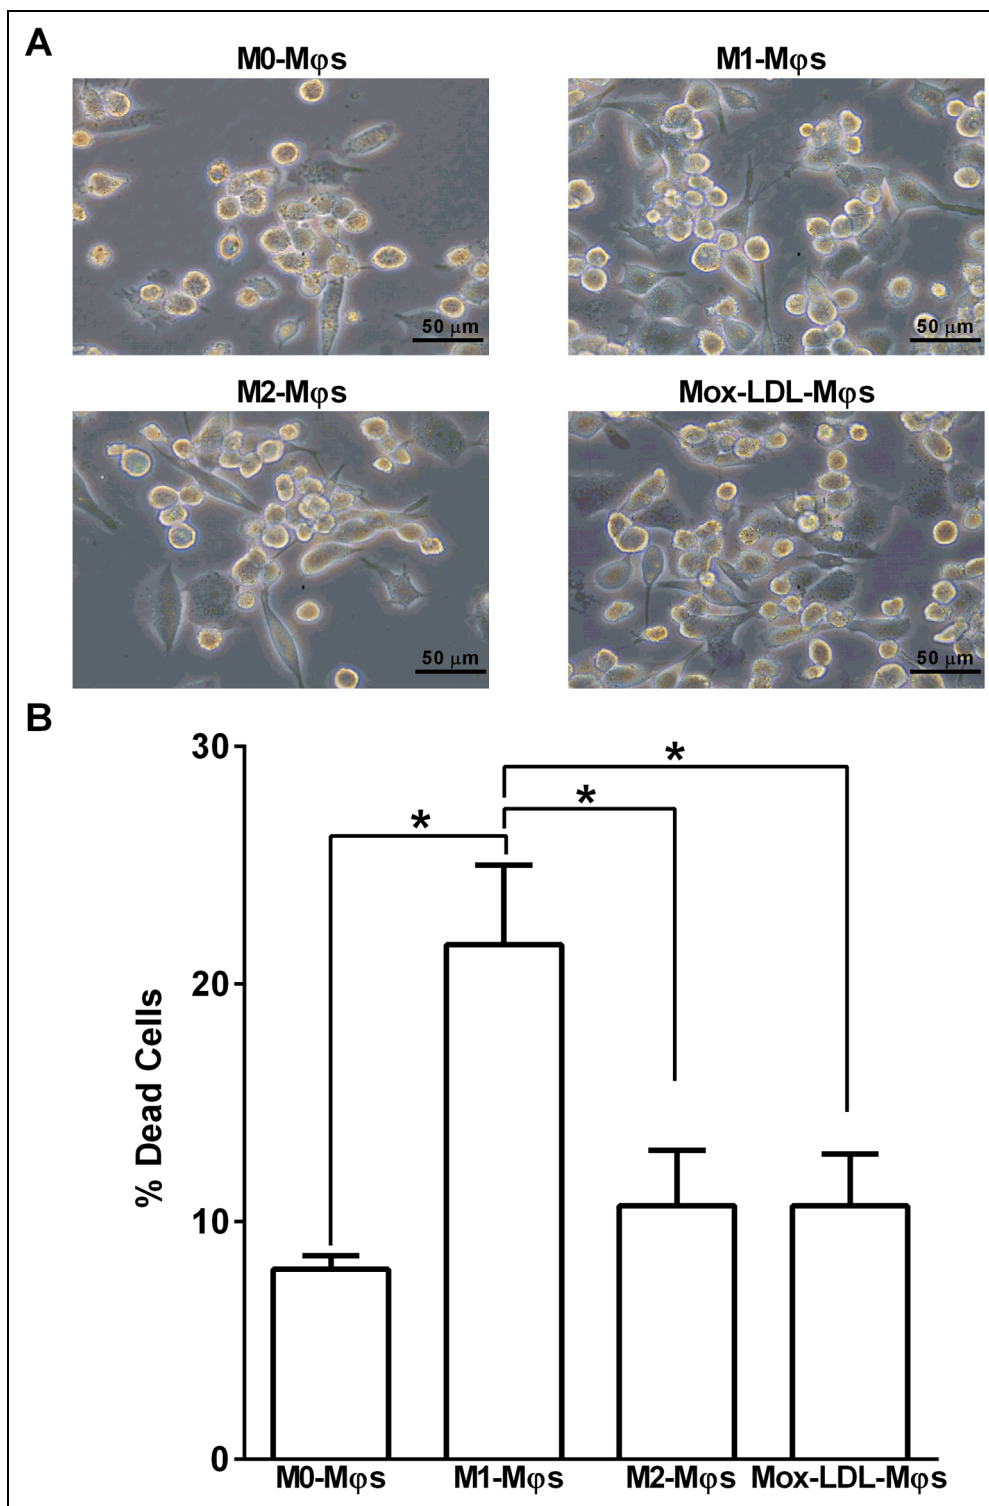 A
M0-Mφs
M1-Mφs
50 μm
50 μm
M2-Mφs
Mox-LDL-Mφs
50 μm
50 μm
B
30
20
10
0
% Dead Cells
*
*
*
M0-Mφs
M1-Mφs
M2-Mφs
Mox-LDL-Mφs